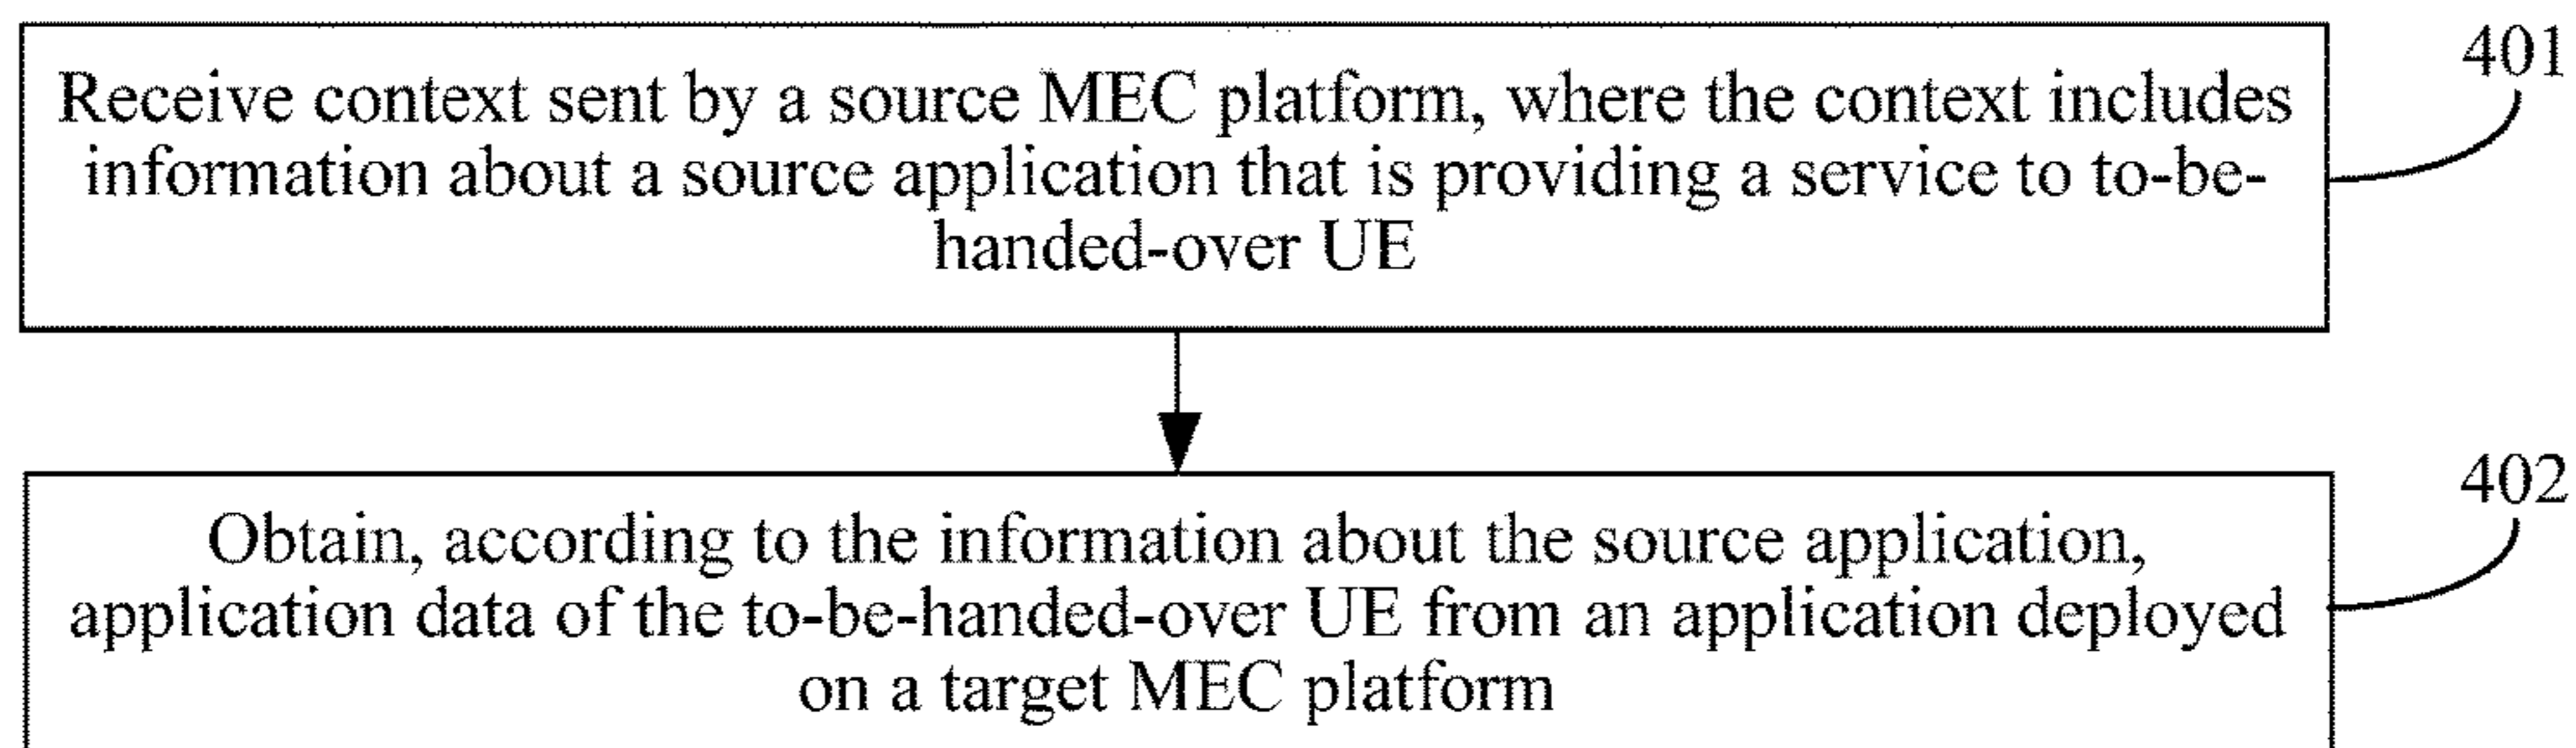 Receive context sent by a source MEC platform, where the context includes
information about a source application that is providing a service to to-be-
handed-over UE
401
Obtain, according to the information about the source application,
application data of the to-be-handed-over UE from an application deployed
on a target MEC platform
402